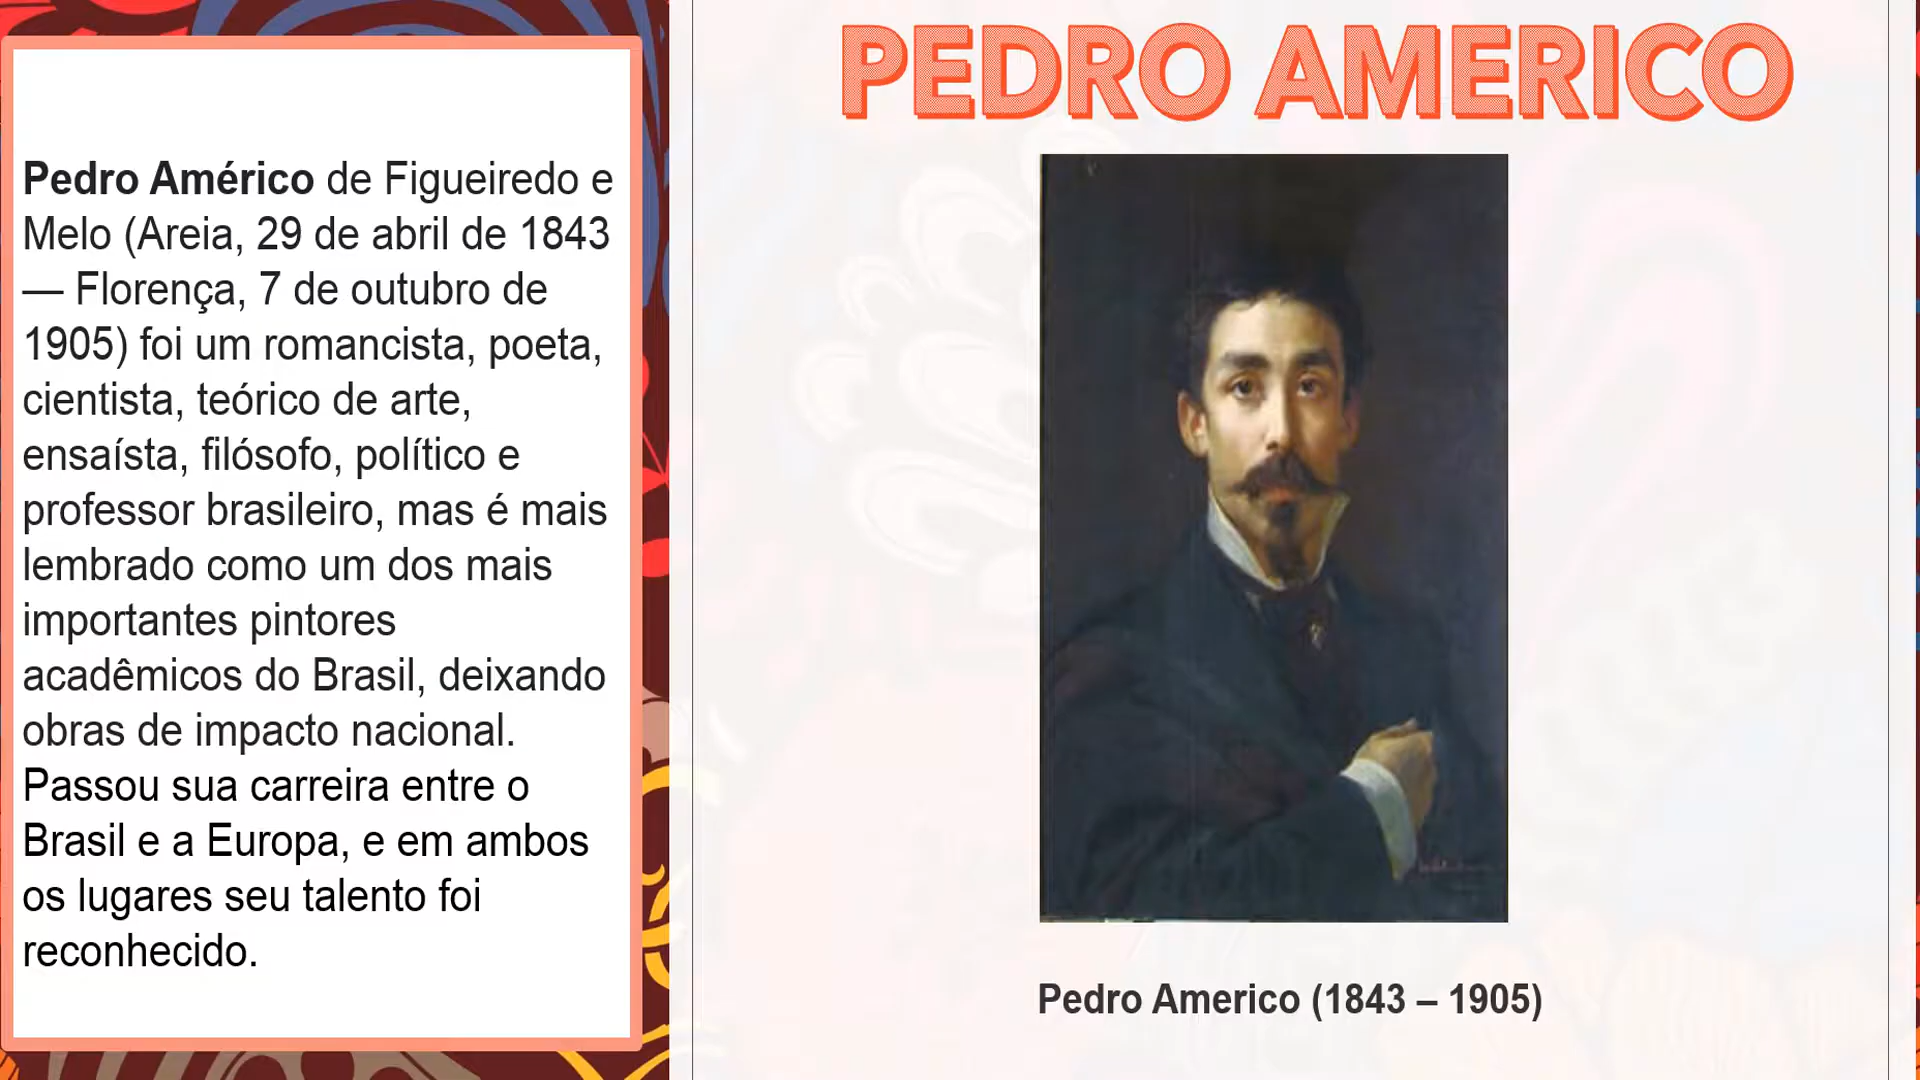 PEDRO AMERICO
Pedro Américo de Figueiredo e
Melo (Areia, 29 de abril de 1843
— Florença, 7 de outubro de
1905) foi um romancista, poeta,
cientista, teórico de arte,
ensaísta, filósofo, político e
professor brasileiro, mas é mais
lembrado como um dos mais
importantes pintores
acadêmicos do Brasil, deixando
obras de impacto nacional.
Passou sua carreira entre o
Brasil e a Europa, e em ambos
os lugares seu talento foi
reconhecido.
Pedro Americo (1843 – 1905)